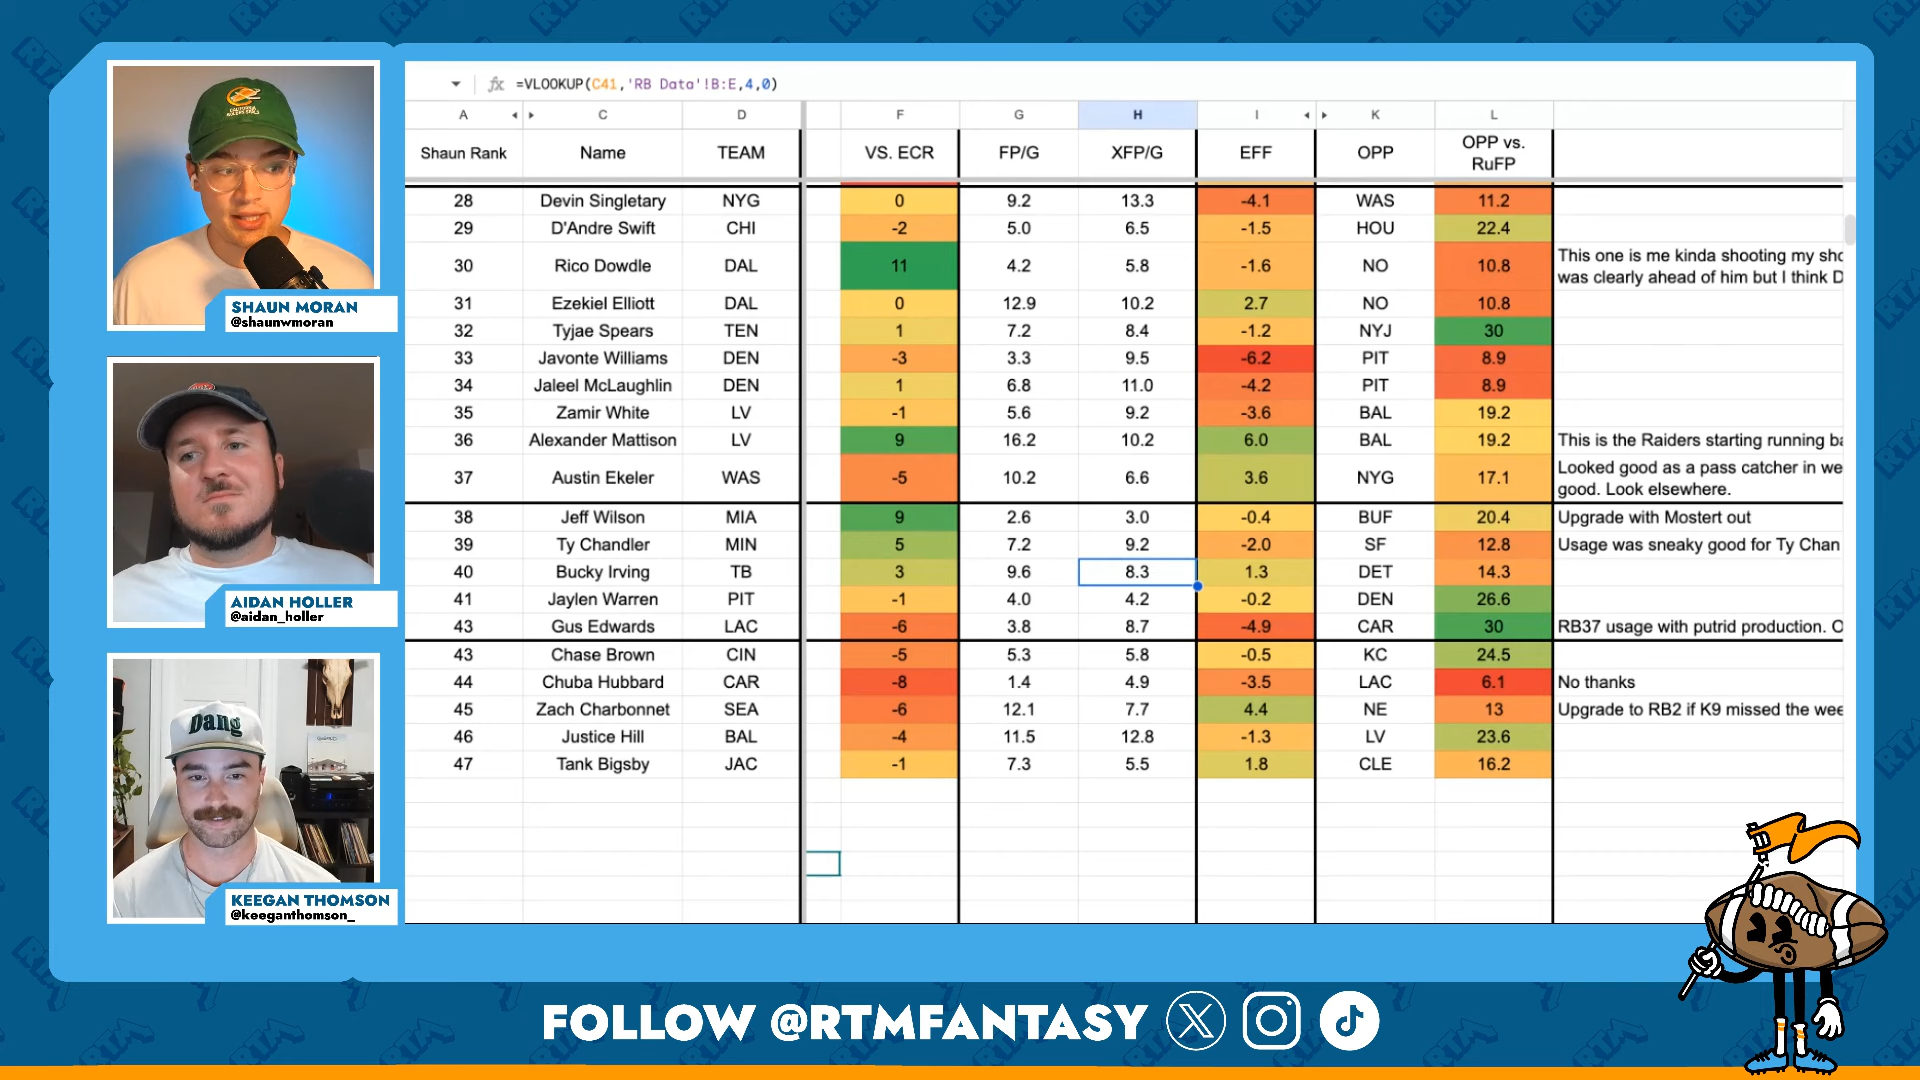 =VLOOKUP(C41,'RB Data'!B:E,4,0)
A C D F G H I K L
Shaun Rank Name TEAM VS. ECR FP/G XFP/G EFF OPP OPP vs. RuFP
28 Devin Singletary NYG 0 9.2 13.3 -4.1 WAS 11.2
29 D'Andre Swift CHI -2 5.0 6.5 -1.5 HOU 22.4
30 Rico Dowdle DAL 11 4.2 5.8 -1.6 NO 10.8 This one is me kinda shooting my sho
was clearly ahead of him but I think D
31 Ezekiel Elliott DAL 0 12.9 10.2 2.7 NO 10.8
32 Tyjae Spears TEN 1 7.2 8.4 -1.2 NYJ 30
33 Javonte Williams DEN -3 3.3 9.5 -6.2 PIT 8.9
34 Jaleel McLaughlin DEN 1 6.8 11.0 -4.2 PIT 8.9
35 Zamir White LV -1 5.6 9.2 -3.6 BAL 19.2
36 Alexander Mattison LV 9 16.2 10.2 6.0 BAL 19.2 This is the Raiders starting running ba
37 Austin Ekeler WAS -5 10.2 6.6 3.6 NYG 17.1 Looked good as a pass catcher in we
good. Look elsewhere.
38 Jeff Wilson MIA 9 2.6 3.0 -0.4 BUF 20.4 Upgrade with Mostert out
39 Ty Chandler MIN 5 7.2 9.2 -2.0 SF 12.8 Usage was sneaky good for Ty Chan
40 Bucky Irving TB 3 9.6 8.3 1.3 DET 14.3
41 Jaylen Warren PIT -1 4.0 4.2 -0.2 DEN 26.6
43 Gus Edwards LAC -6 3.8 8.7 -4.9 CAR 30 RB37 usage with putrid production. O
43 Chase Brown CIN -5 5.3 5.8 -0.5 KC 24.5
44 Chuba Hubbard CAR -8 1.4 4.9 -3.5 LAC 6.1 No thanks
45 Zach Charbonnet SEA -6 12.1 7.7 4.4 NE 13 Upgrade to RB2 if K9 missed the wee
46 Justice Hill BAL -4 11.5 12.8 -1.3 LV 23.6
47 Tank Bigsby JAC -1 7.3 5.5 1.8 CLE 16.2
SHAUN MORAN
@shaunwmoran
AIDAN HOLLER
@aidan_holler
Dang
KEEGAN THOMSON
@keeganthomson_
FOLLOW @RTMFANTASY